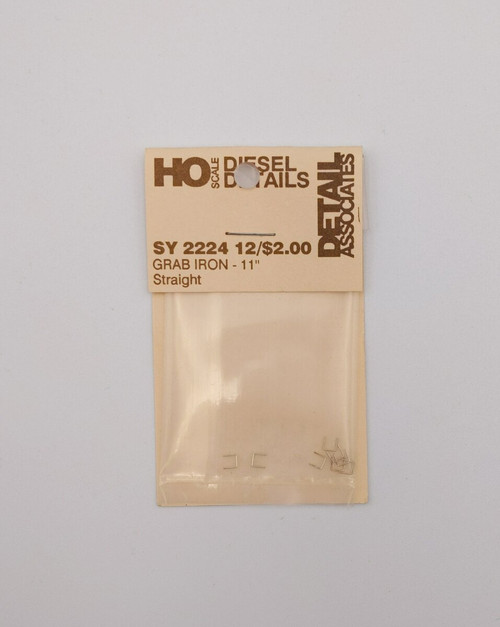 HO SCALE DIESEL DETAILS
DETAIL ASSOCIATES
SY 2224 12/$2.00
GRAB IRON - 11"
Straight